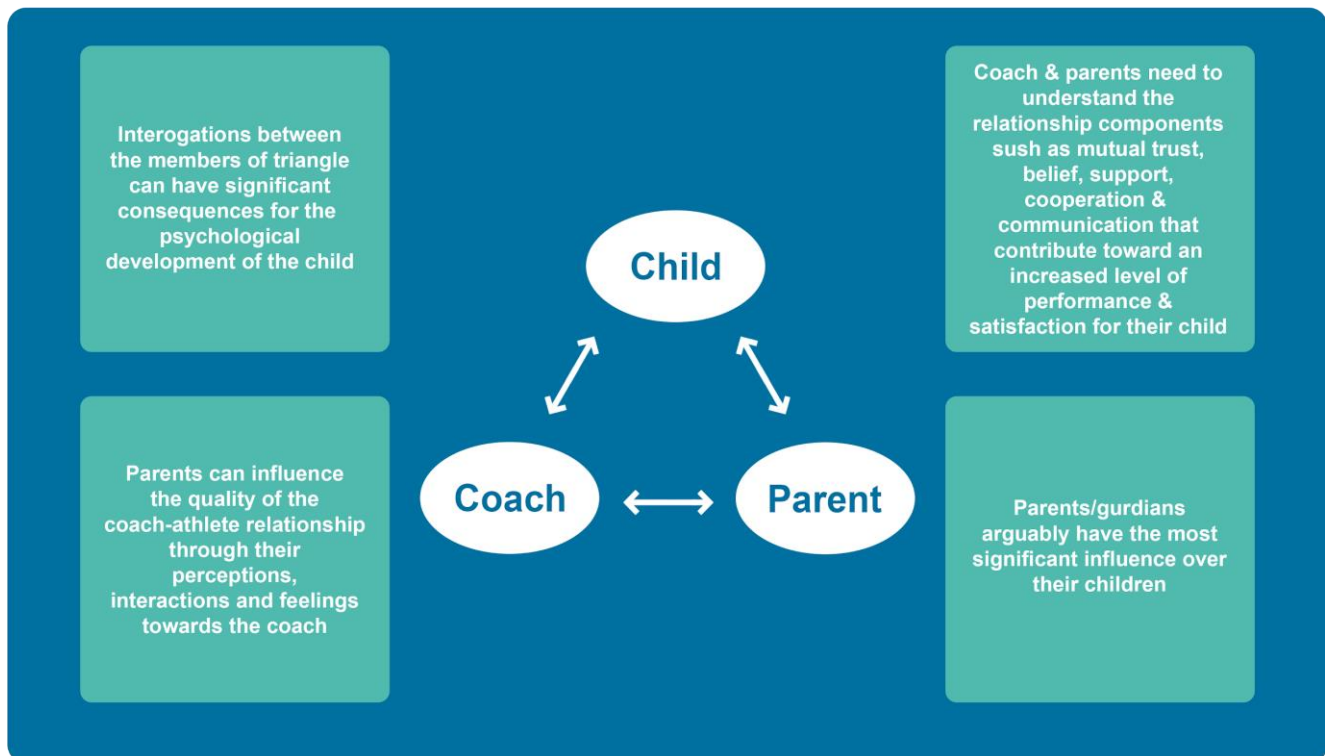 Interogations between
the members of triangle
can have significant
consequences for the
psychological
development of the child
Coach & parents need to
understand the
relationship components
sush as mutual trust,
belief, support,
cooperation &
communication that
contribute toward an
increased level of
performance &
satisfaction for their child
Child
Coach
Parent
Parents can influence
the quality of the
coach-athlete relationship
through their
perceptions,
interactions and feelings
towards the coach
Parents/gurdians
arguably have the most
significant influence over
their children